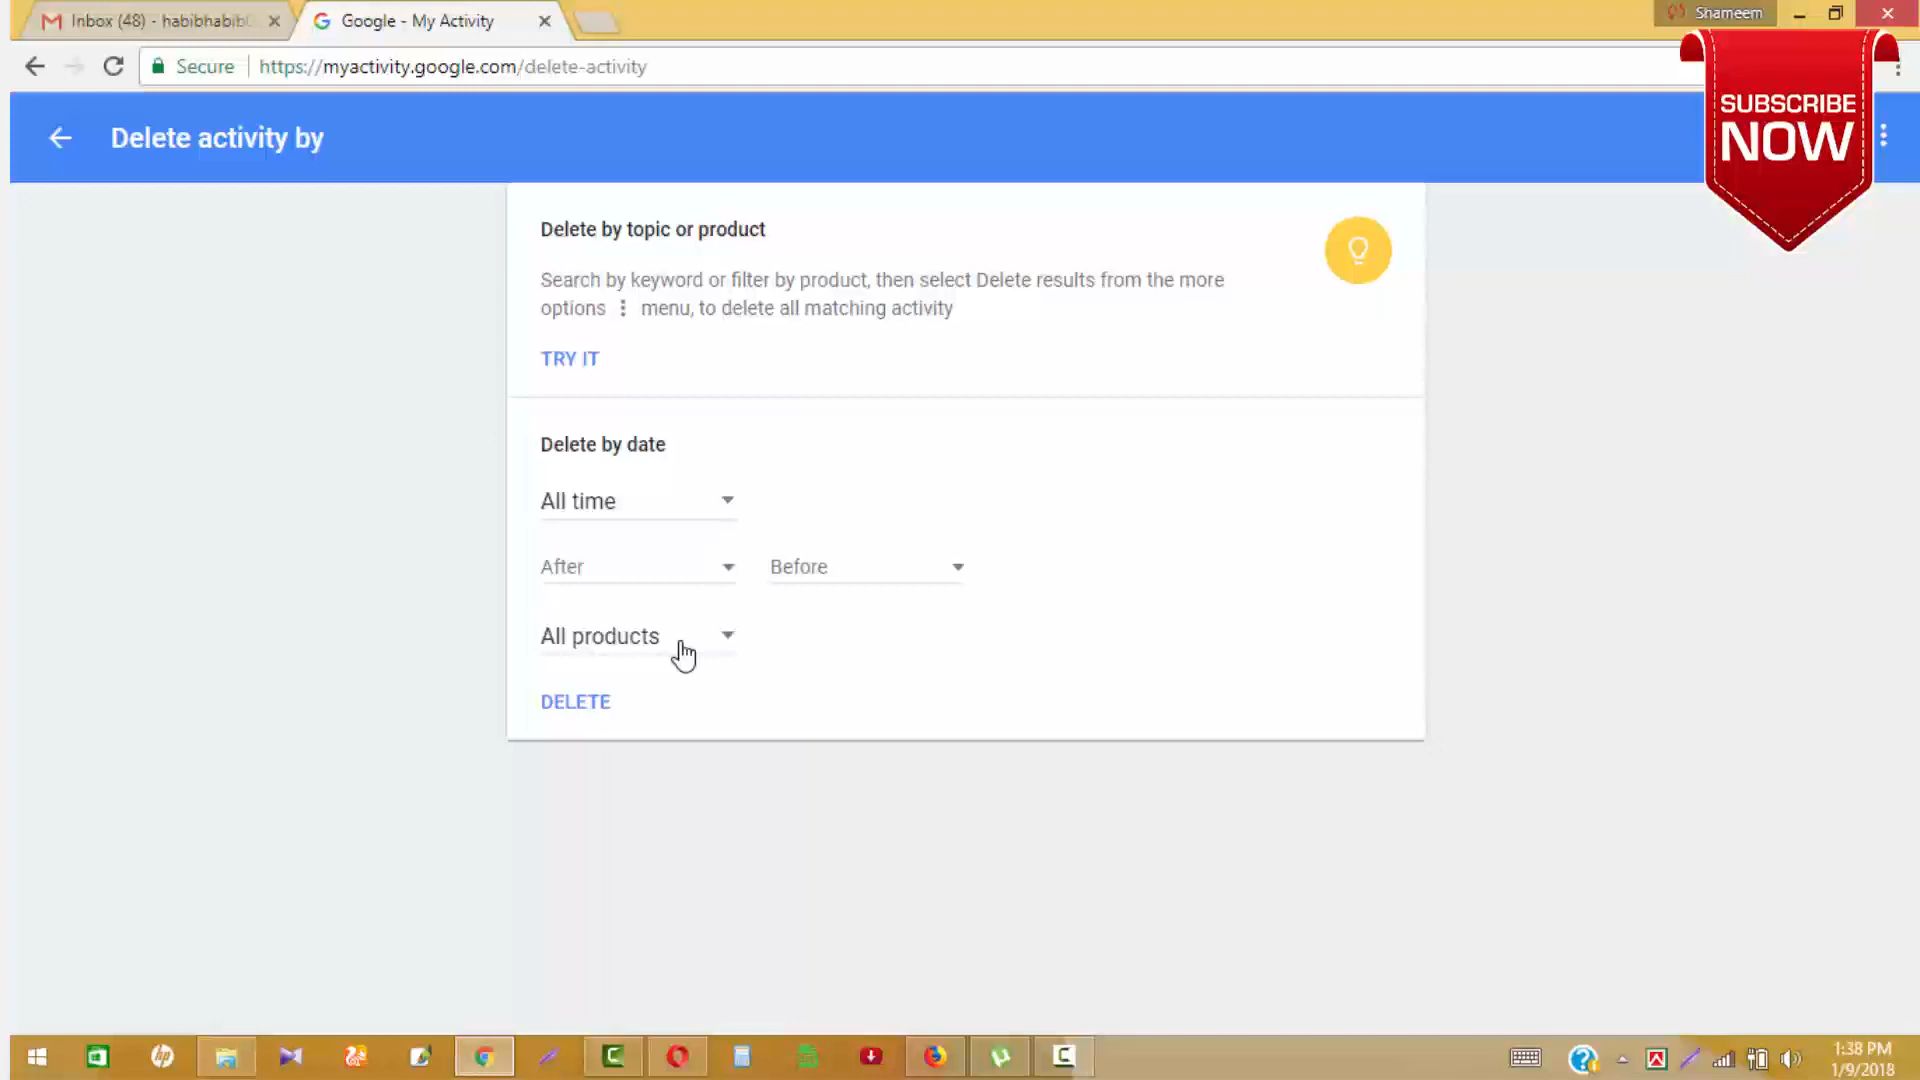 Inbox (48) - habibhabib
Google - My Activity
Shameem
Secure
https://myactivity.google.com/delete-activity
SUBSCRIBE
NOW
Delete activity by
Delete by topic or product
Search by keyword or filter by product, then select Delete results from the more
options ⋮ menu, to delete all matching activity
TRY IT
Delete by date
All time
After
Before
All products
DELETE
1:38 PM
1/9/2018